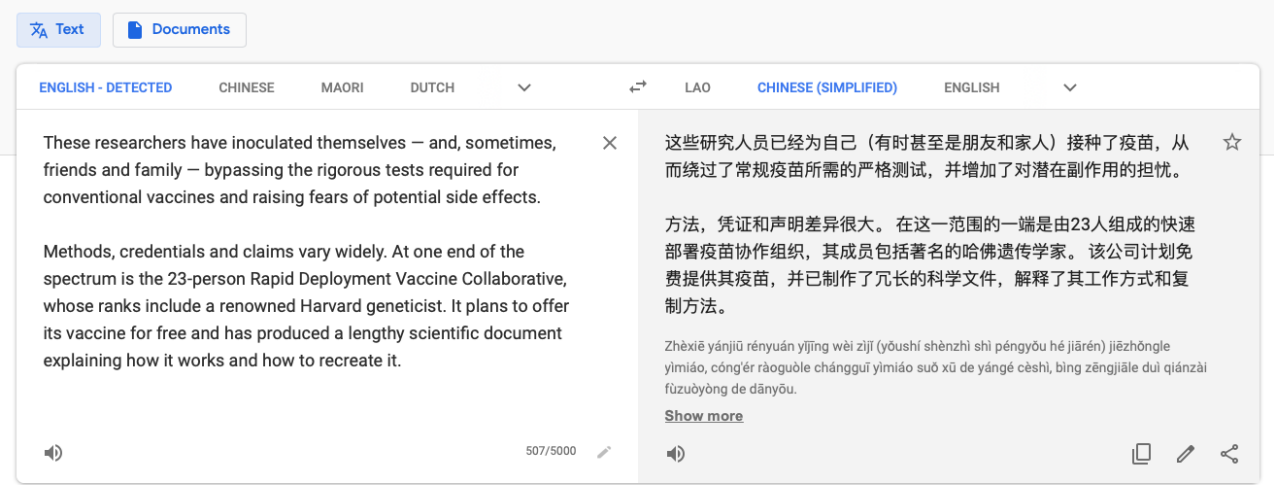 Text
Documents
ENGLISH - DETECTED CHINESE MAORI DUTCH
LAO CHINESE (SIMPLIFIED) ENGLISH
These researchers have inoculated themselves — and, sometimes,
friends and family — bypassing the rigorous tests required for
conventional vaccines and raising fears of potential side effects.
Methods, credentials and claims vary widely. At one end of the
spectrum is the 23-person Rapid Deployment Vaccine Collaborative,
whose ranks include a renowned Harvard geneticist. It plans to offer
its vaccine for free and has produced a lengthy scientific document
explaining how it works and how to recreate it.
507/5000
这些研究人员已经为自己（有时甚至是朋友和家人）接种了疫苗，从
而绕过了常规疫苗所需的严格测试，并增加了对潜在副作用的担忧。
方法，凭证和声明差异很大。 在这一范围的一端是由23人组成的快速
部署疫苗协作组织，其成员包括著名的哈佛遗传学家。 该公司计划免
费提供其疫苗，并已制作了冗长的科学文件，解释了其工作方式和复
制方法。
Zhèxiē yánjiū rényuán yǐjīng wèi zìjǐ (yǒushí shènzhì shì péngyǒu hé jiārén) jiēzhǒngle
yìmiáo, cóng'ér ràoguòle chángguī yìmiáo suǒ xū de yángé cèshì, bìng zēngjiāle duì qiánzài
fùzuòyòng de dānyōu.
Show more